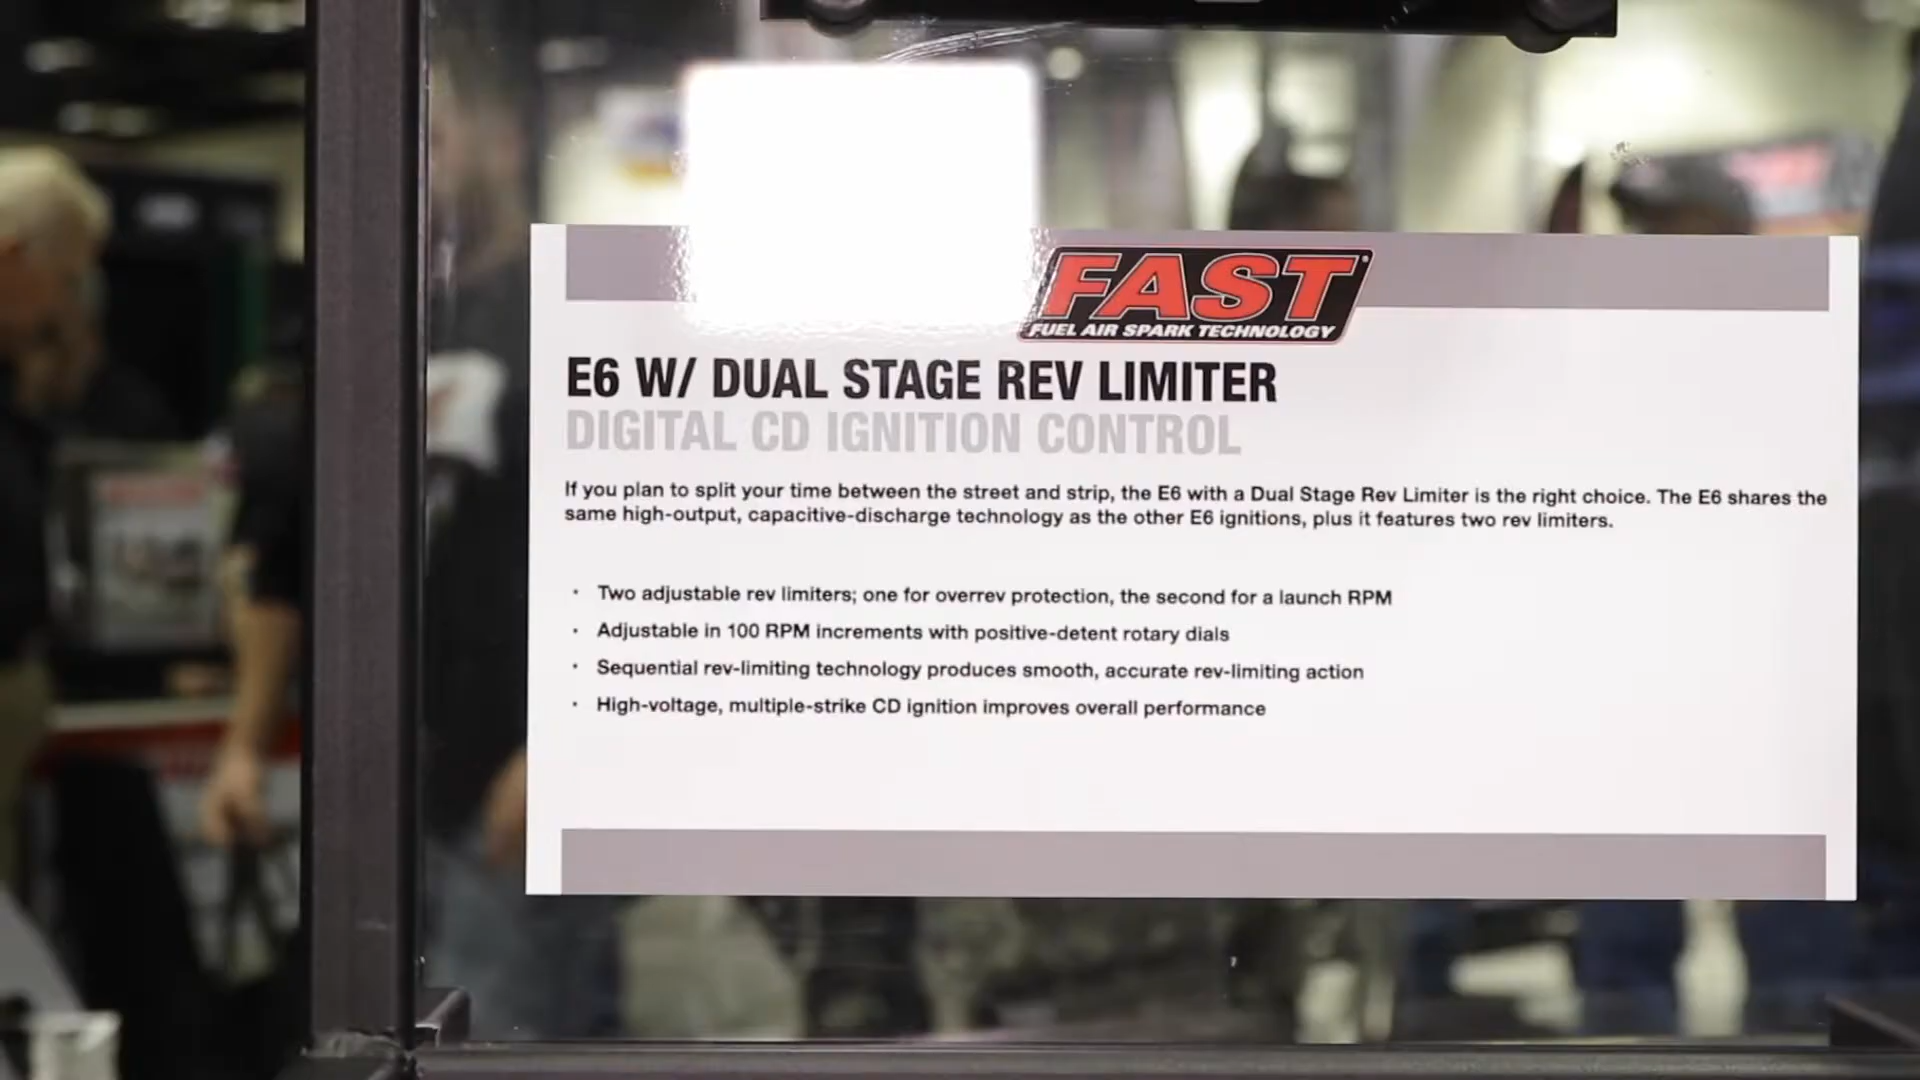 FAST®
FUEL AIR SPARK TECHNOLOGY
E6 W/ DUAL STAGE REV LIMITER
DIGITAL CD IGNITION CONTROL
If you plan to split your time between the street and strip, the E6 with a Dual Stage Rev Limiter is the right choice. The E6 shares the
same high-output, capacitive-discharge technology as the other E6 ignitions, plus it features two rev limiters.
· Two adjustable rev limiters; one for overrev protection, the second for a launch RPM
· Adjustable in 100 RPM increments with positive-detent rotary dials
· Sequential rev-limiting technology produces smooth, accurate rev-limiting action
· High-voltage, multiple-strike CD ignition improves overall performance